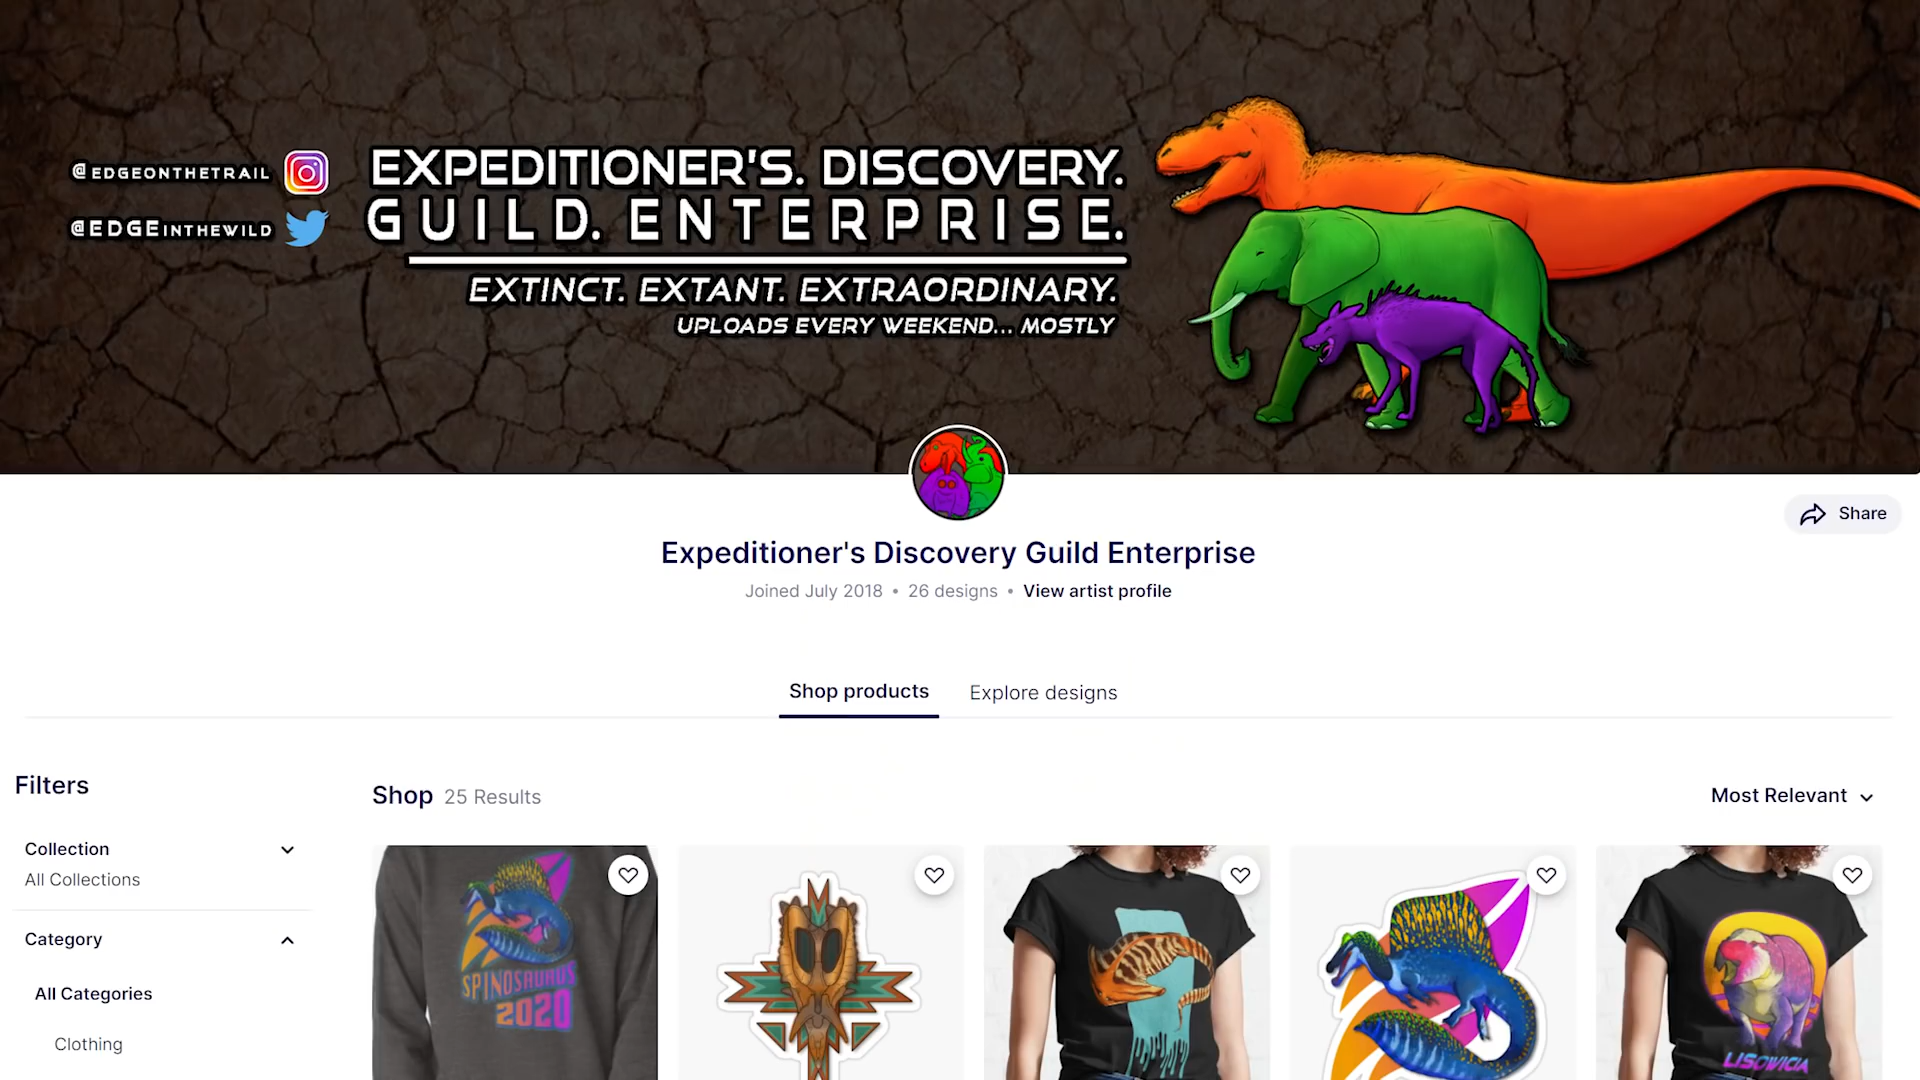 @EDGEONTHETRAIL
@EDGEINTHEWILD
EXPEDITIONER'S. DISCOVERY.
GUILD. ENTERPRISE.
EXTINCT. EXTANT. EXTRAORDINARY.
UPLOADS EVERY WEEKEND... MOSTLY
Share
Expeditioner's Discovery Guild Enterprise
Joined July 2018 • 26 designs • View artist profile
Shop products
Explore designs
Filters
Shop 25 Results
Most Relevant
Collection
All Collections
Category
All Categories
Clothing
SPINOSAURUS
2020
LISOWICIA